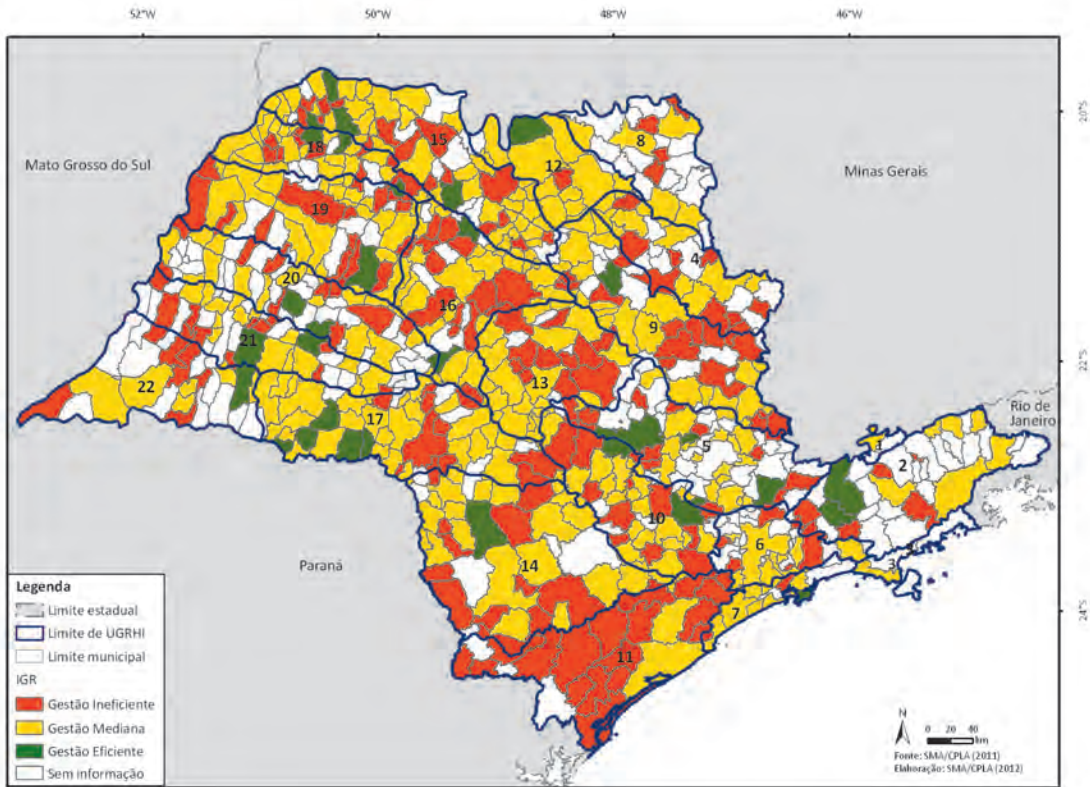 52°W 50°W 48°W 46°W
20°S
22°S
24°S
Mato Grosso do Sul
Minas Gerais
Rio de
Janeiro
Paraná
15
8
18
12
19
4
20
16
9
21
13
22
17
5
1
2
10
6
14
3
7
11
Legenda
Limite estadual
Limite de UGRHI
Limite municipal
IGR
Gestão Ineficiente
Gestão Mediana
Gestão Eficiente
Sem informação
N
0 20 40
km
Fonte: SMA/CPLA (2011)
Elaboração: SMA/CPLA (2012)